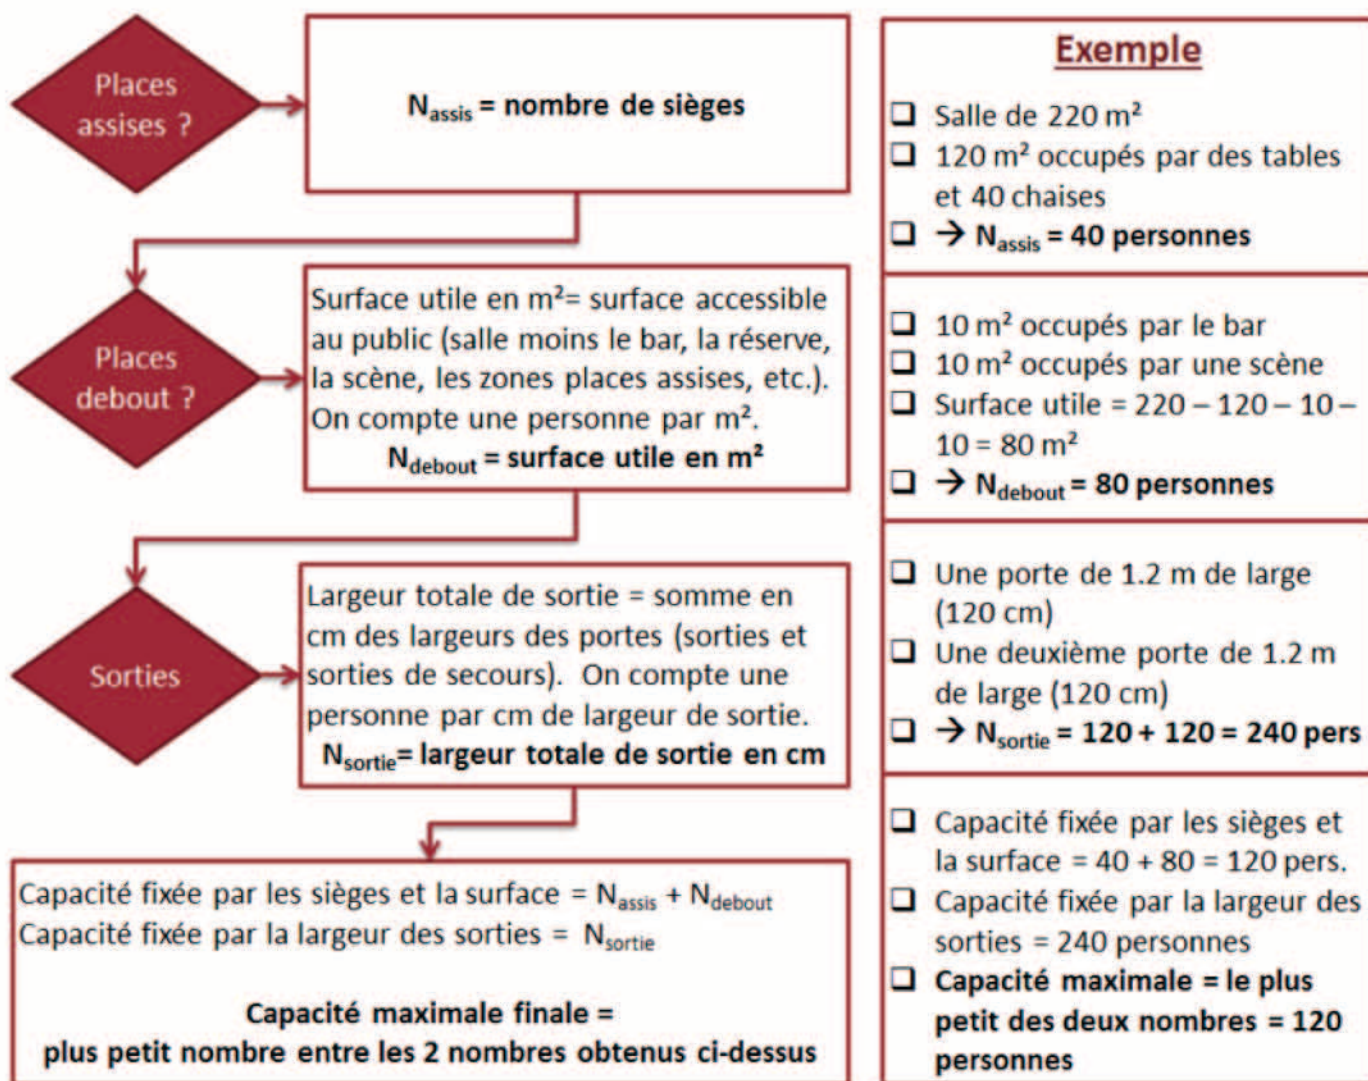 Places
assises ?
N_assis = nombre de sièges
Exemple
❑ Salle de 220 m²
❑ 120 m² occupés par des tables
et 40 chaises
❑ → N_assis = 40 personnes
Places
debout ?
Surface utile en m²= surface accessible
au public (salle moins le bar, la réserve,
la scène, les zones places assises, etc.).
On compte une personne par m².
N_debout = surface utile en m²
❑ 10 m² occupés par le bar
❑ 10 m² occupés par une scène
❑ Surface utile = 220 – 120 – 10 –
10 = 80 m²
❑ → N_debout = 80 personnes
Sorties
Largeur totale de sortie = somme en
cm des largeurs des portes (sorties et
sorties de secours). On compte une
personne par cm de largeur de sortie.
N_sortie= largeur totale de sortie en cm
❑ Une porte de 1.2 m de large
(120 cm)
❑ Une deuxième porte de 1.2 m
de large (120 cm)
❑ → N_sortie = 120 + 120 = 240 pers
Capacité fixée par les sièges et la surface = N_assis + N_debout
Capacité fixée par la largeur des sorties = N_sortie
Capacité maximale finale =
plus petit nombre entre les 2 nombres obtenus ci-dessus
❑ Capacité fixée par les sièges et
la surface = 40 + 80 = 120 pers.
❑ Capacité fixée par la largeur des
sorties = 240 personnes
❑ Capacité maximale = le plus
petit des deux nombres = 120
personnes